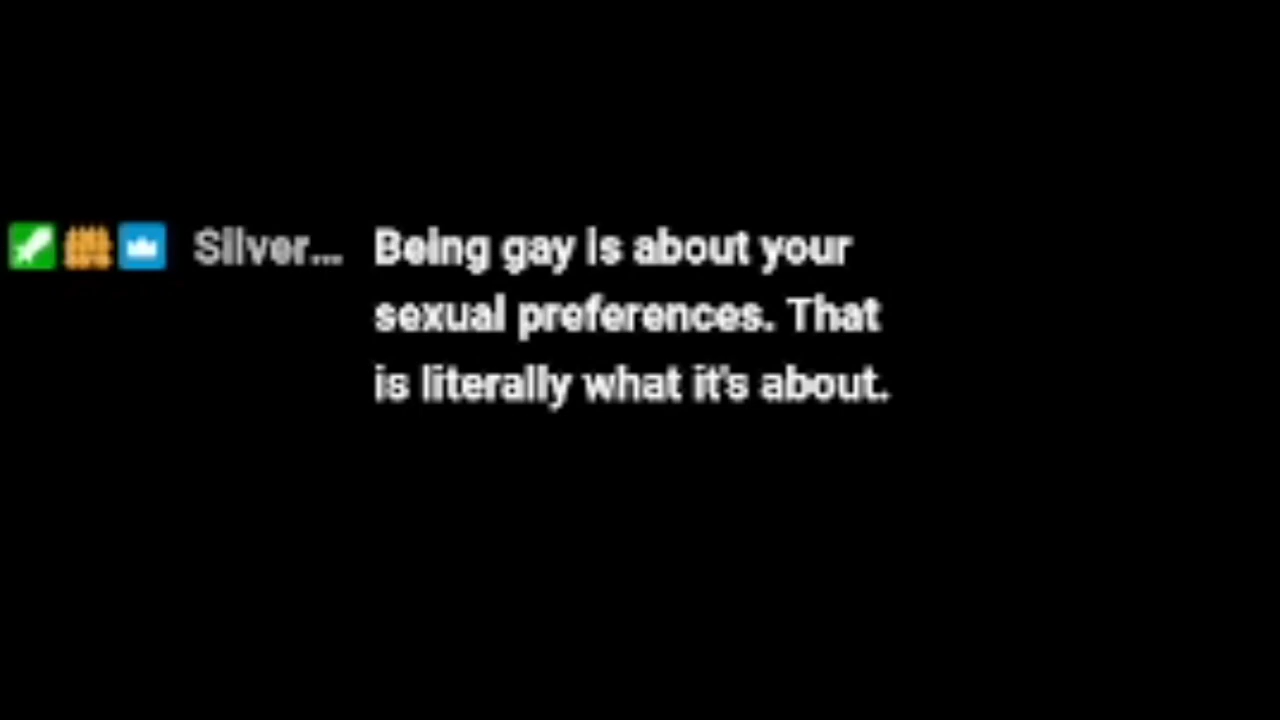 Silver... Being gay is about your
sexual preferences. That
is literally what it's about.